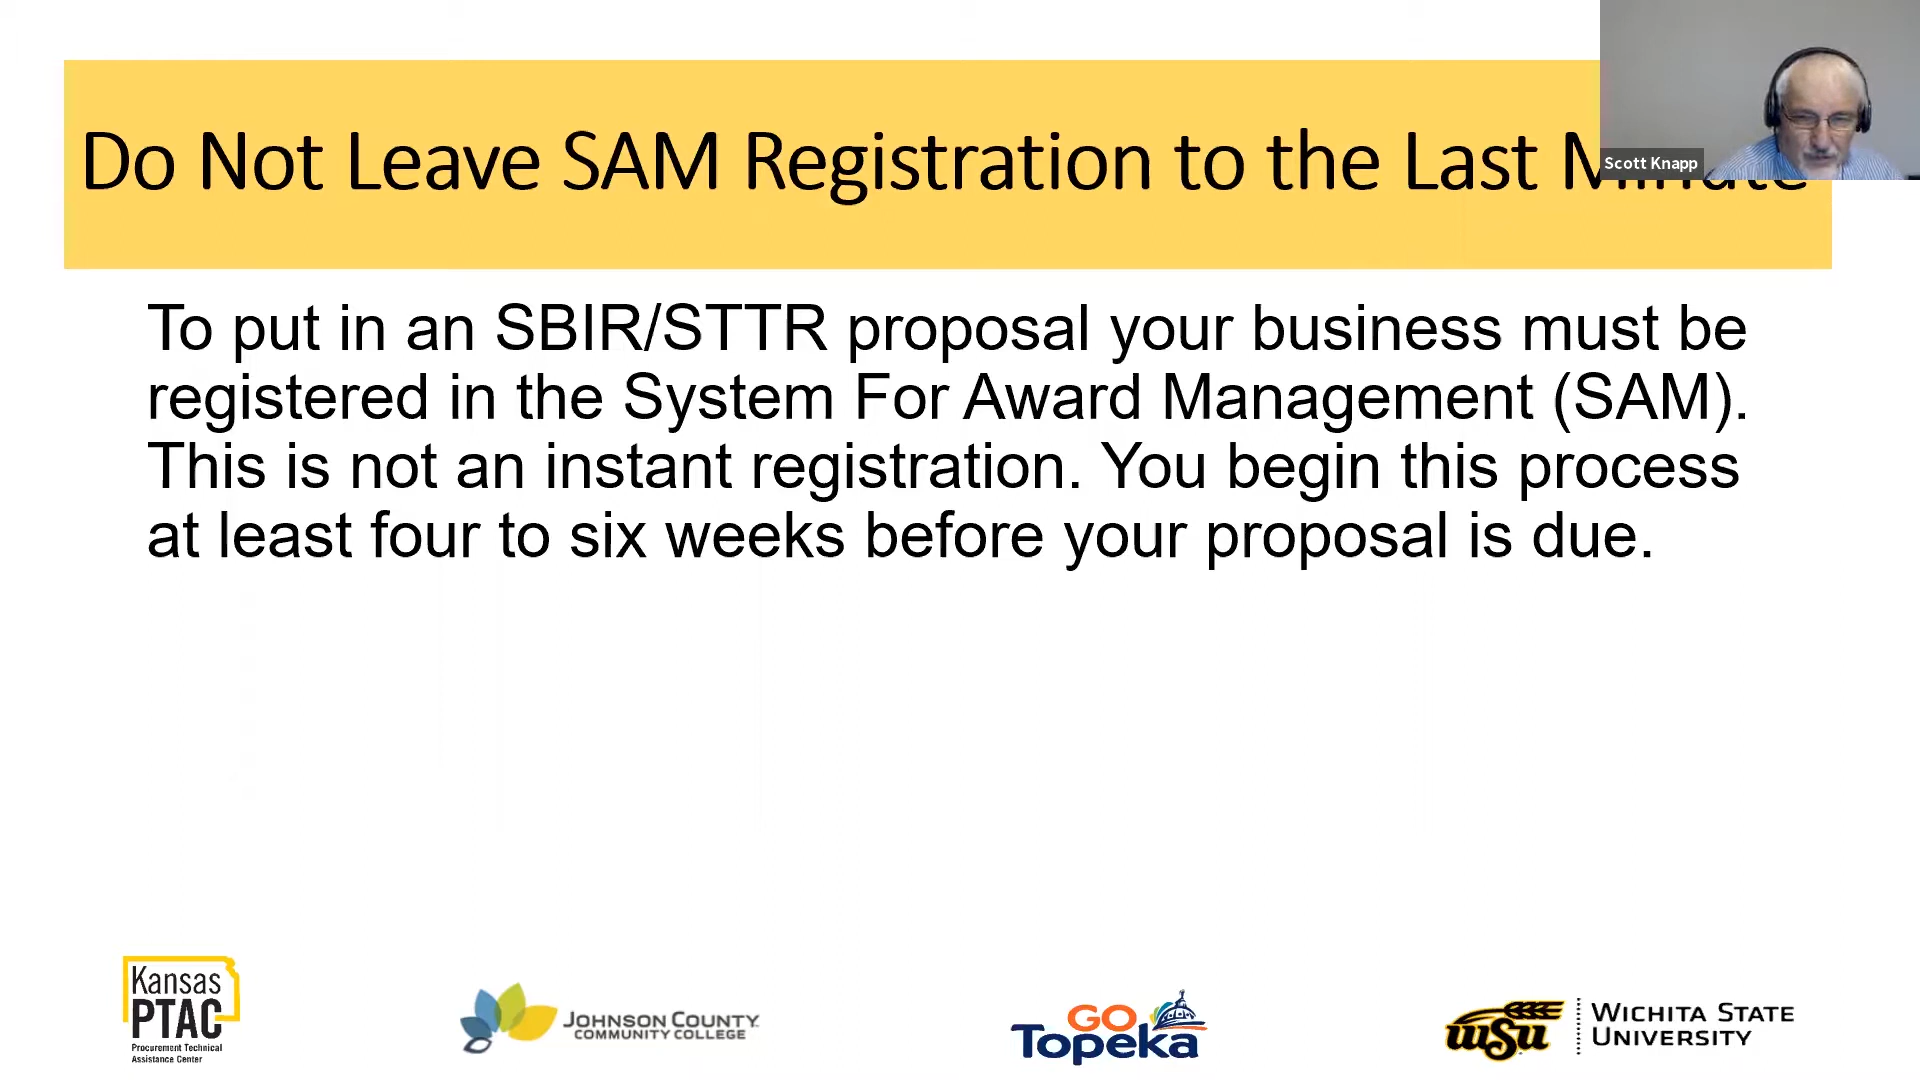 Do Not Leave SAM Registration to the Last Minute
Scott Knapp
To put in an SBIR/STTR proposal your business must be
registered in the System For Award Management (SAM).
This is not an instant registration. You begin this process
at least four to six weeks before your proposal is due.
Kansas
PTAC
Procurement Technical
Assistance Center
JOHNSON COUNTY
COMMUNITY COLLEGE
GO
Topeka
WSU
WICHITA STATE
UNIVERSITY